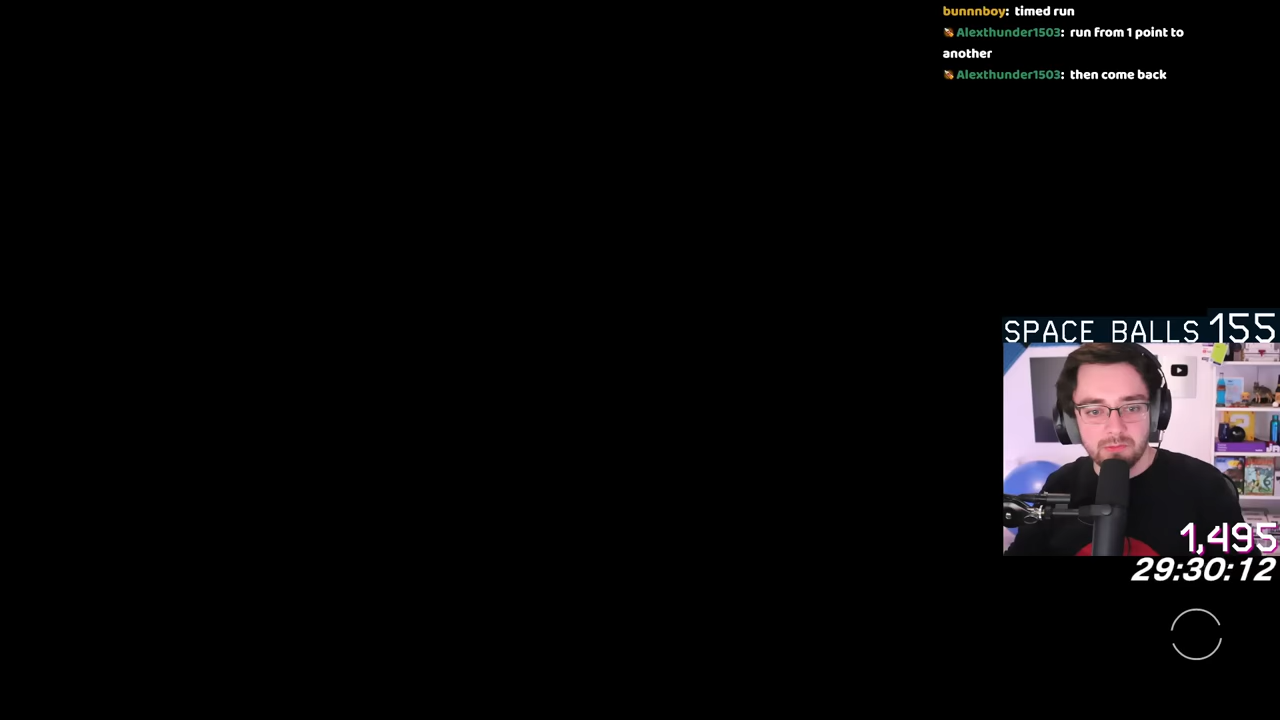 bunnnboy: timed run
Alexthunder1503: run from 1 point to
another
Alexthunder1503: then come back
SPACE BALLS 155
1,495
29:30:12